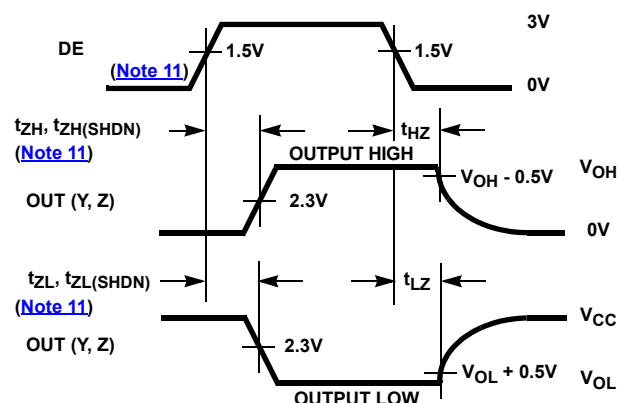 3V
DE
1.5V
1.5V
(Note 11)
0V
tZH, tZH(SHDN)
tHZ
(Note 11)
OUTPUT HIGH
VOH - 0.5V
VOH
OUT (Y, Z)
2.3V
0V
tZL, tZL(SHDN)
tLZ
(Note 11)
VCC
OUT (Y, Z)
2.3V
VOL + 0.5V
VOL
OUTPUT LOW